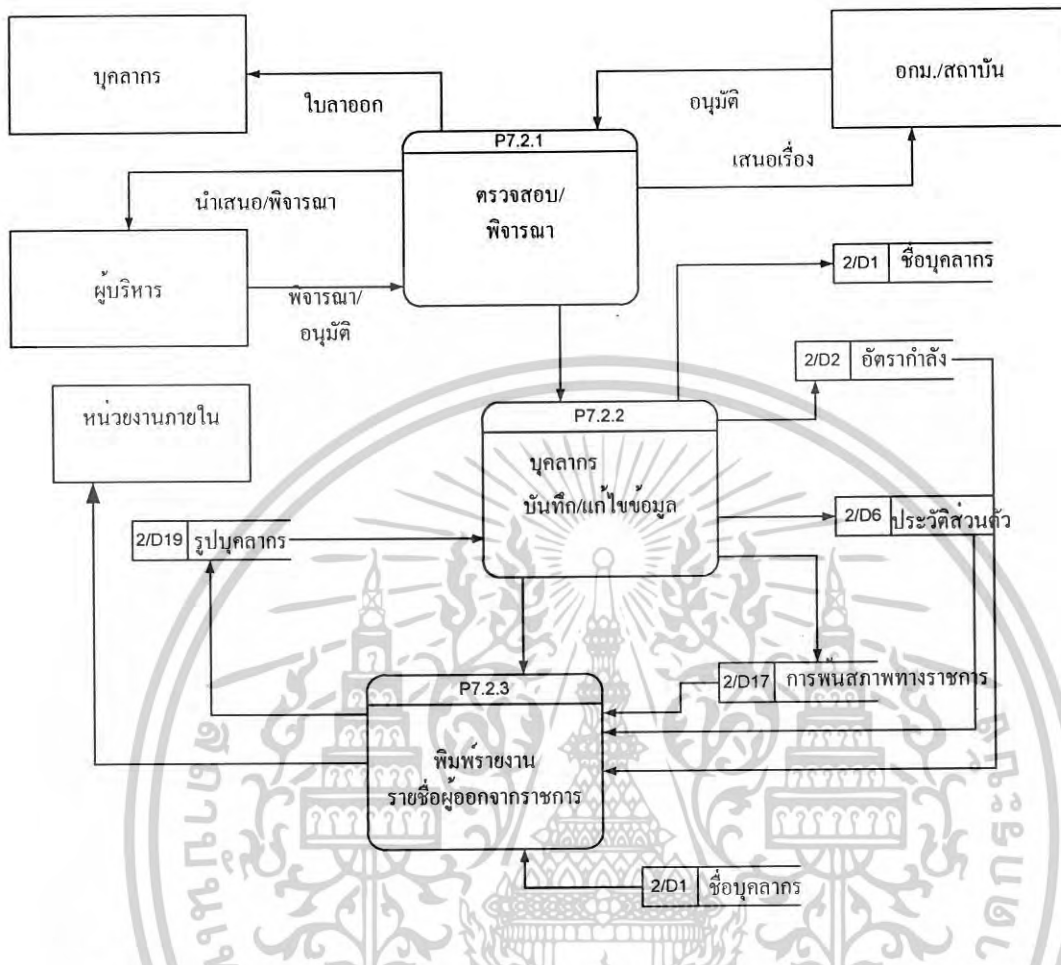 บุคลากร
ใบลาออก
อนุมัติ
อกม./สถาบัน
P7.2.1
ตรวจสอบ/
พิจารณา
เสนอเรื่อง
นำเสนอ/พิจารณา
ผู้บริหาร
พิจารณา/
อนุมัติ
2/D1 ชื่อบุคลากร
2/D2 อัตรากำลัง
หน่วยงานภายใน
P7.2.2
บุคลากร
บันทึก/แก้ไขข้อมูล
2/D6 ประวัติส่วนตัว
2/D19 รูปบุคลากร
2/D17 การพ้นสภาพทางราชการ
P7.2.3
พิมพ์รายงาน
รายชื่อผู้ออกจากราชการ
2/D1 ชื่อบุคลากร